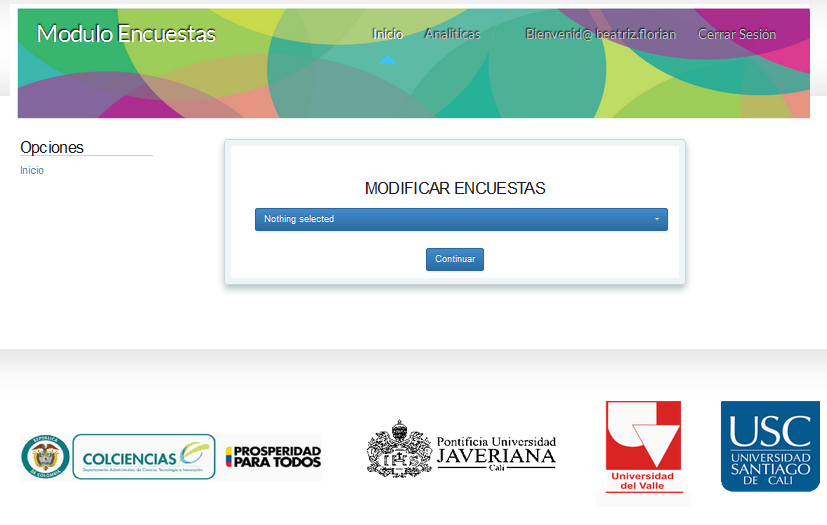 Modulo Encuestas
Inicio
Analíticas
Bienvenid@ beatriz.florian
Cerrar Sesión
Opciones
Inicio
MODIFICAR ENCUESTAS
Nothing selected
Continuar
REPUBLICA
DE COLOMBIA
COLCIENCIAS
Departamento Administrativo de Ciencia, Tecnología e Innovación
PROSPERIDAD
PARA TODOS
Pontificia Universidad
JAVERIANA
Cali
Universidad
del Valle
USC
UNIVERSIDAD
SANTIAGO
DE CALI